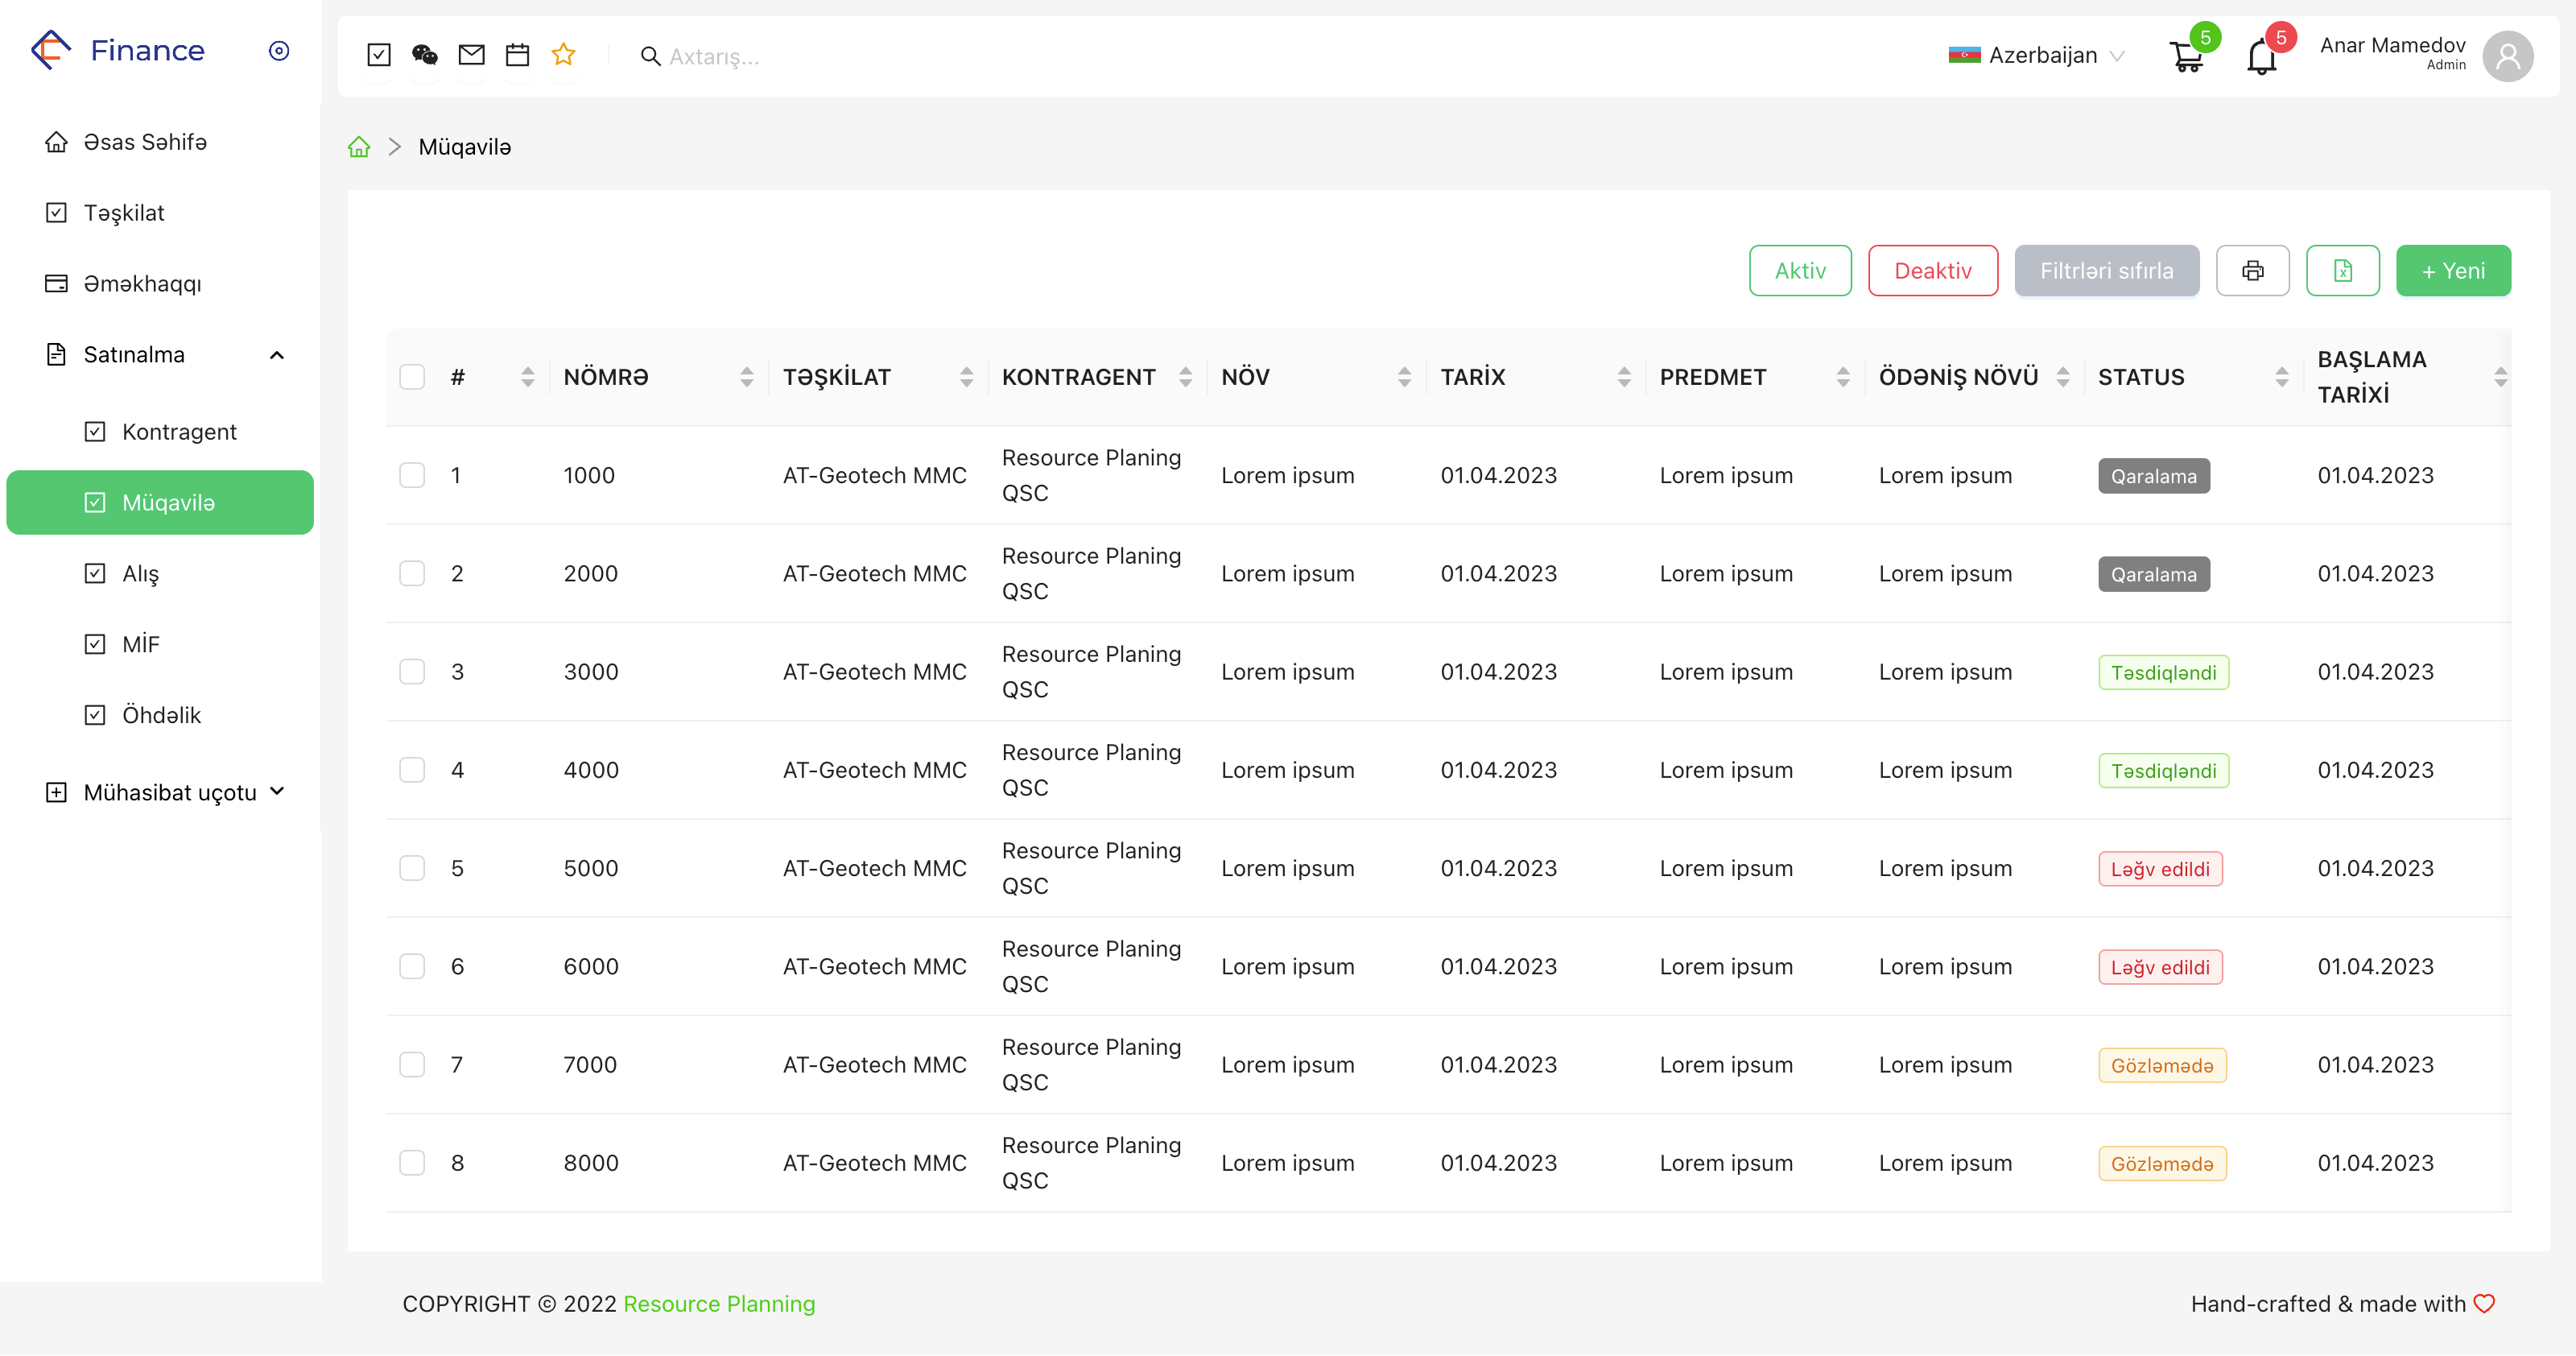 Finance
Axtarış...
Azerbaijan
5
5
Anar Mamedov
Admin
Əsas Səhifə
Təşkilat
Əməkhaqqı
Satınalma
Kontragent
Müqavilə
Alış
MİF
Öhdəlik
Mühasibat uçotu
Müqavilə
Aktiv
Deaktiv
Filtrləri sıfırla
+ Yeni
# NÖMRƏ TƏŞKİLAT KONTRAGENT NÖV TARİX PREDMET ÖDƏNİŞ NÖVÜ STATUS BAŞLAMA TARİXİ
1 1000 AT-Geotech MMC Resource Planing QSC Lorem ipsum 01.04.2023 Lorem ipsum Lorem ipsum Qaralama 01.04.2023
2 2000 AT-Geotech MMC Resource Planing QSC Lorem ipsum 01.04.2023 Lorem ipsum Lorem ipsum Qaralama 01.04.2023
3 3000 AT-Geotech MMC Resource Planing QSC Lorem ipsum 01.04.2023 Lorem ipsum Lorem ipsum Təsdiqləndi 01.04.2023
4 4000 AT-Geotech MMC Resource Planing QSC Lorem ipsum 01.04.2023 Lorem ipsum Lorem ipsum Təsdiqləndi 01.04.2023
5 5000 AT-Geotech MMC Resource Planing QSC Lorem ipsum 01.04.2023 Lorem ipsum Lorem ipsum Ləğv edildi 01.04.2023
6 6000 AT-Geotech MMC Resource Planing QSC Lorem ipsum 01.04.2023 Lorem ipsum Lorem ipsum Ləğv edildi 01.04.2023
7 7000 AT-Geotech MMC Resource Planing QSC Lorem ipsum 01.04.2023 Lorem ipsum Lorem ipsum Gözləmədə 01.04.2023
8 8000 AT-Geotech MMC Resource Planing QSC Lorem ipsum 01.04.2023 Lorem ipsum Lorem ipsum Gözləmədə 01.04.2023
COPYRIGHT © 2022 Resource Planning
Hand-crafted & made with